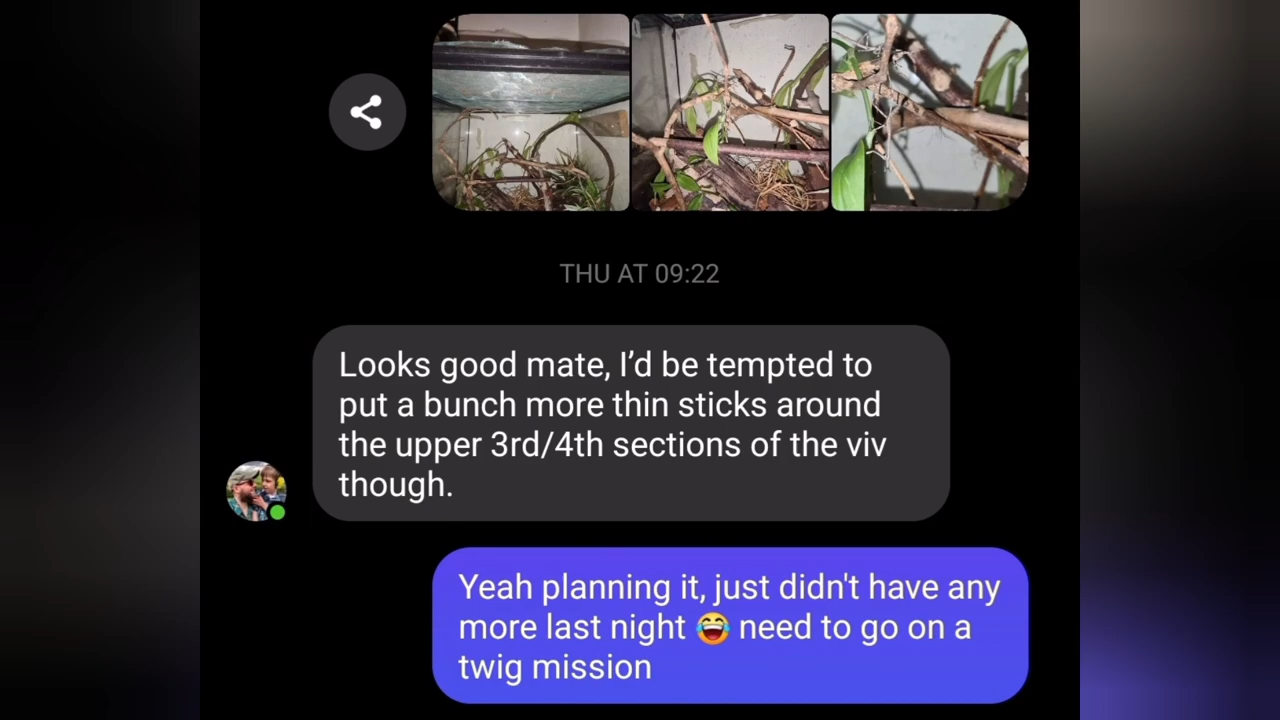 THU AT 09:22
Looks good mate, I’d be tempted to
put a bunch more thin sticks around
the upper 3rd/4th sections of the viv
though.
Yeah planning it, just didn't have any
more last night 😂 need to go on a
twig mission